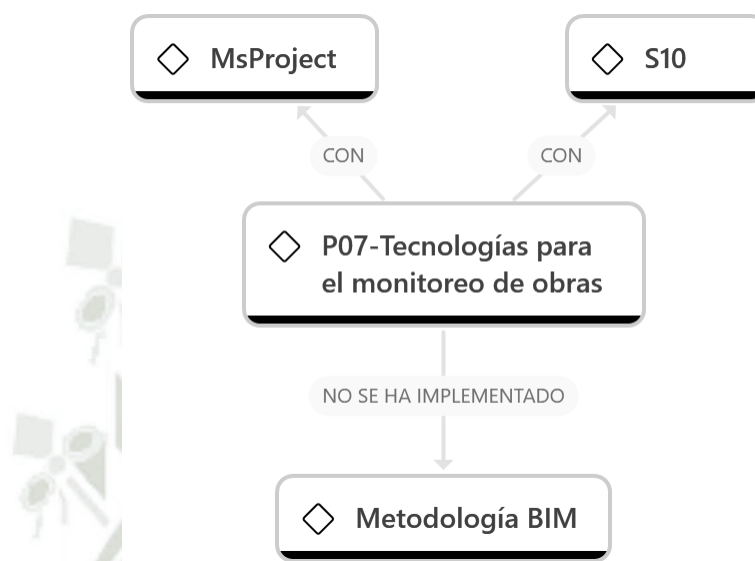 MsProject
S10
CON
CON
P07-Tecnologías para
el monitoreo de obras
NO SE HA IMPLEMENTADO
Metodología BIM